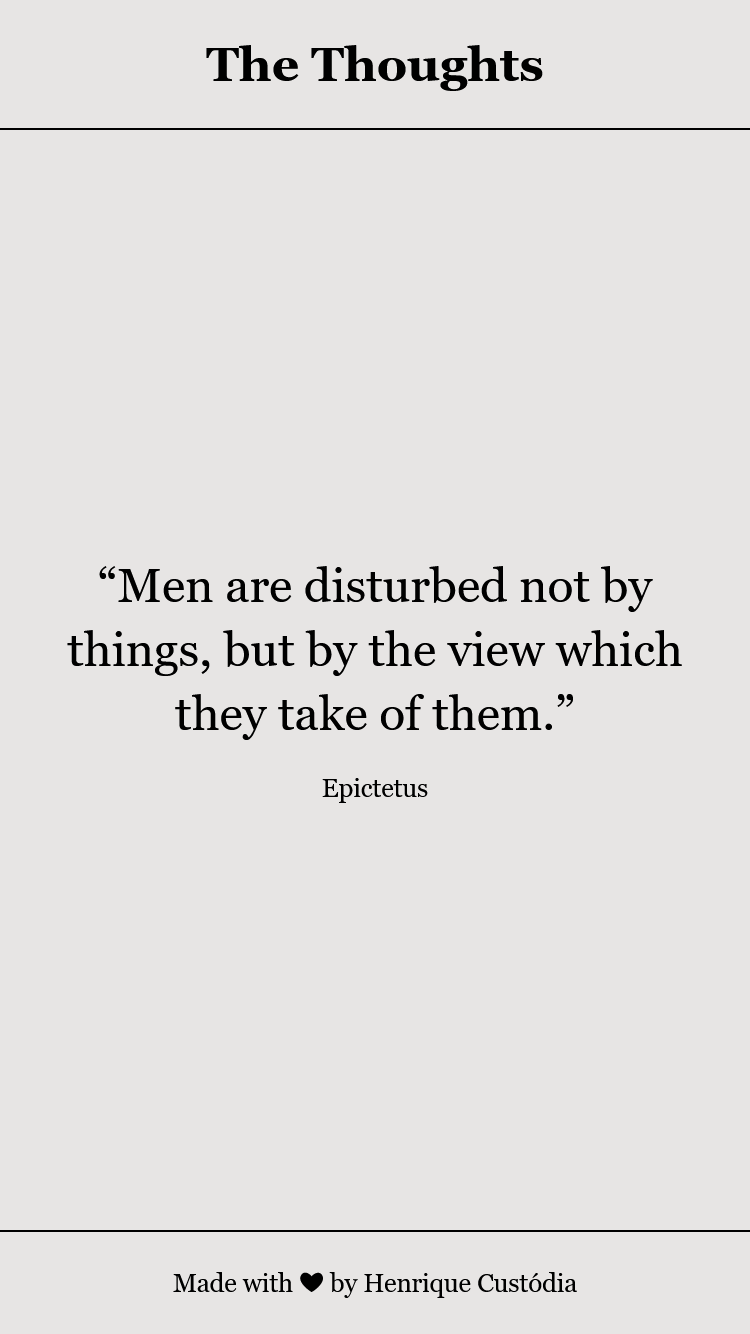 The Thoughts
“Men are disturbed not by
things, but by the view which
they take of them.”
Epictetus
Made with ♥ by Henrique Custódia